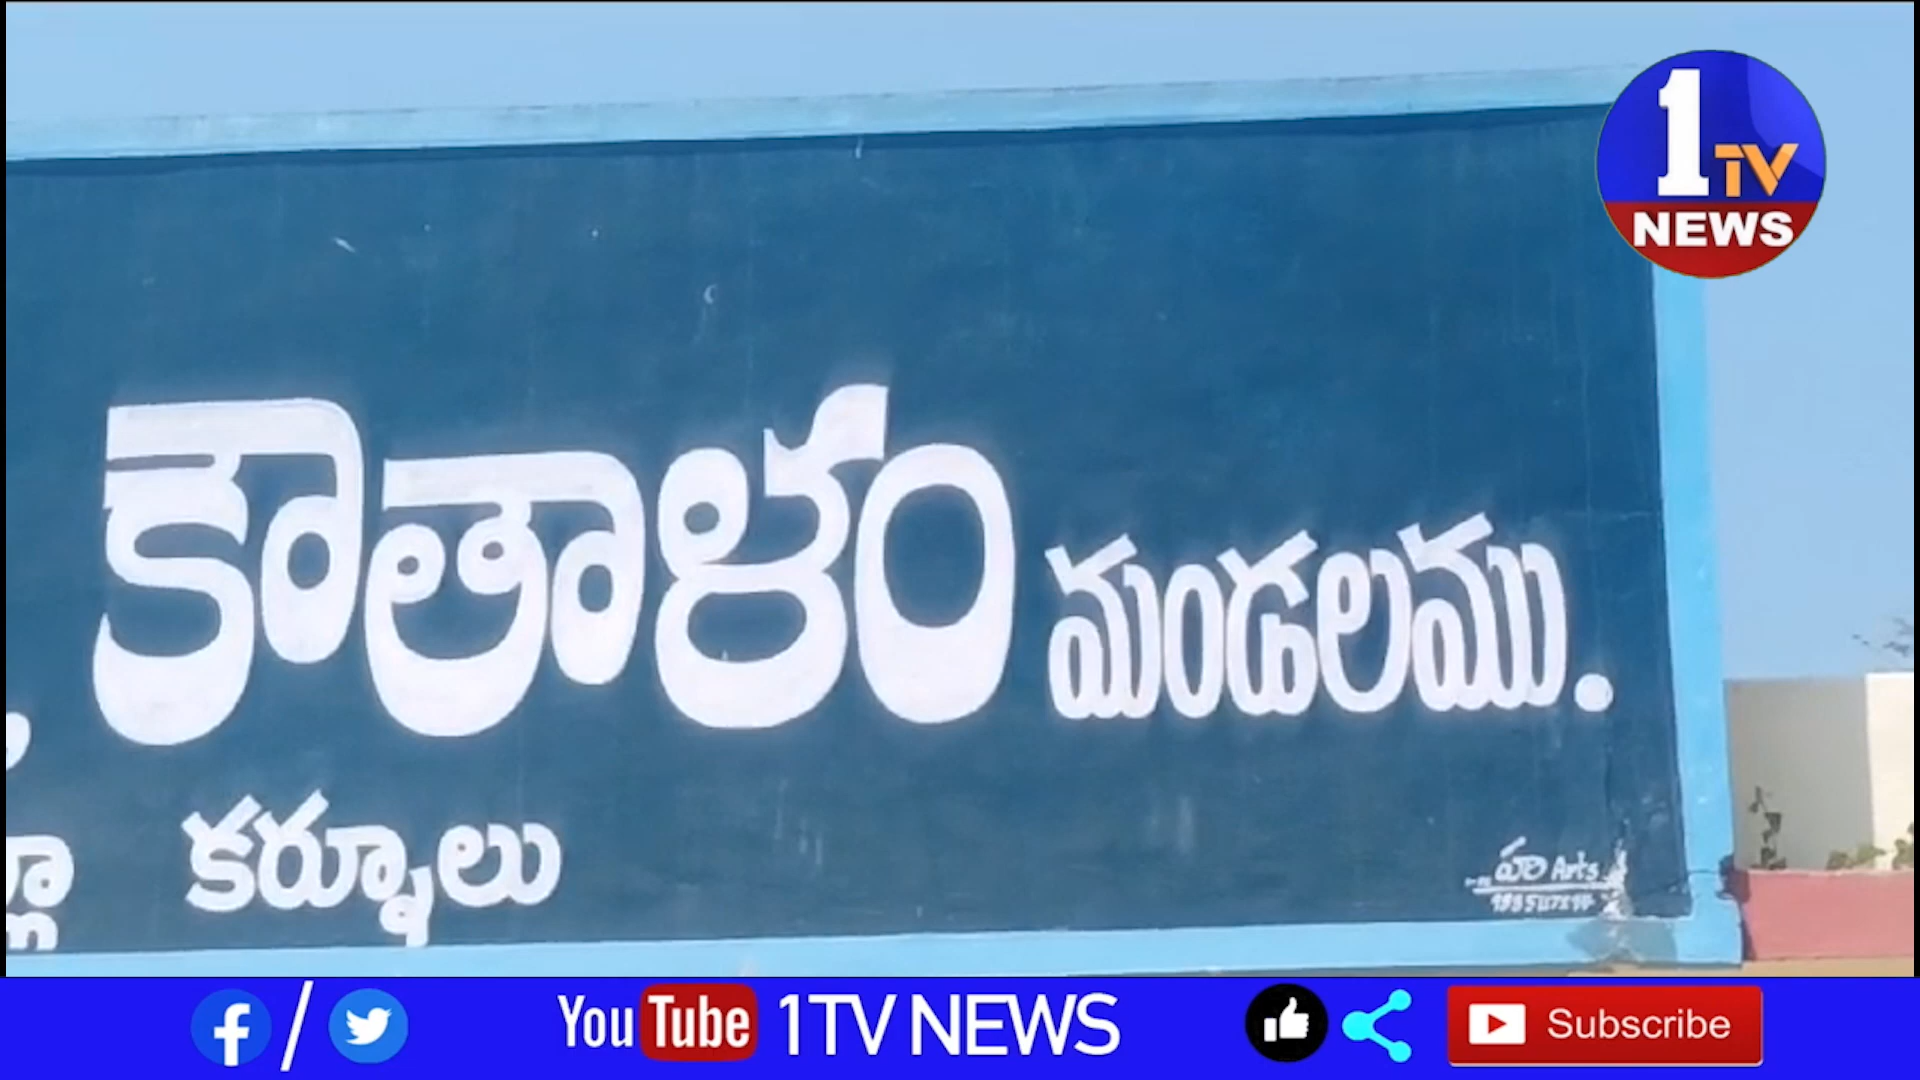 1TV
NEWS
కౌతాళం మండలము.
కర్నూలు
Arts
You Tube 1TV NEWS
Subscribe